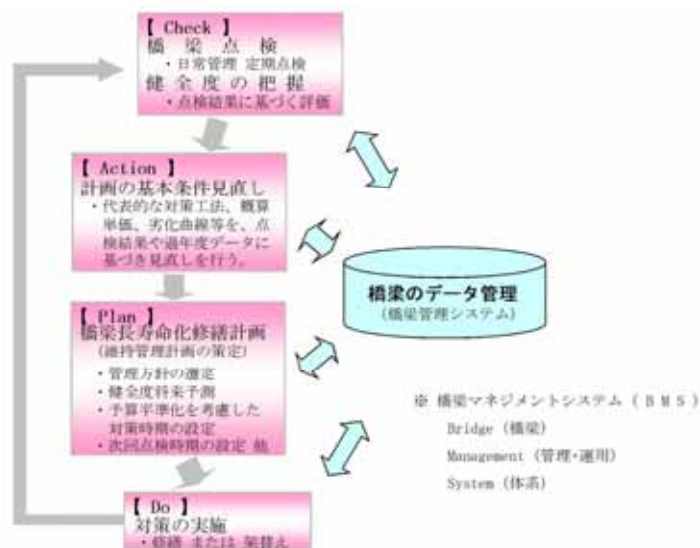 【 Check 】
橋 梁 点 検
・日常管理 定期点検
健 全 度 の 把 握
・点検結果に基づく評価
【 Action 】
計画の基本条件見直し
・代表的な対策工法、概算
単価、劣化曲線等を、点
検結果や過年度データに
基づき見直しを行う。
【 Plan 】
橋梁長寿命化修繕計画
(維持管理計画の策定)
・管理方針の選定
・健全度将来予測
・予算平準化を考慮した
対策時期の設定
・次回点検時期の設定 他
【 Do 】
対策の実施
・修繕 または 架替え
橋梁のデータ管理
(橋梁管理システム)
※ 橋梁マネジメントシステム ( B M S )
Bridge (橋梁)
Management (管理・運用)
System (体系)